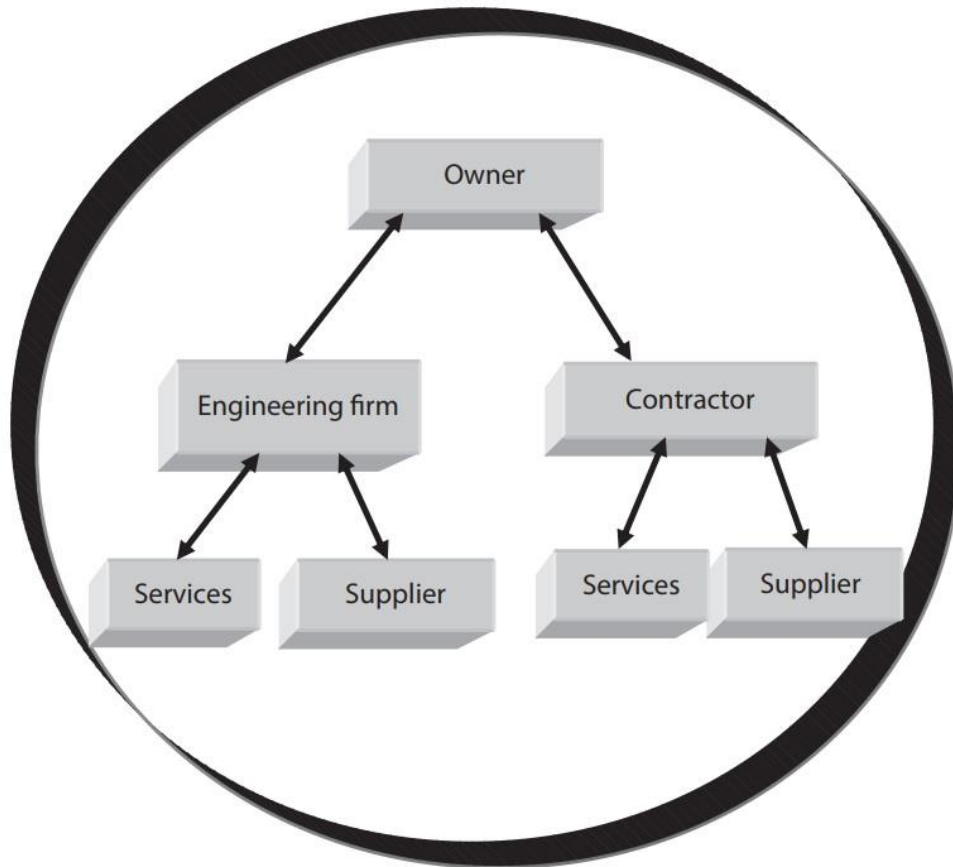 Owner
Engineering firm
Contractor
Services
Supplier
Services
Supplier